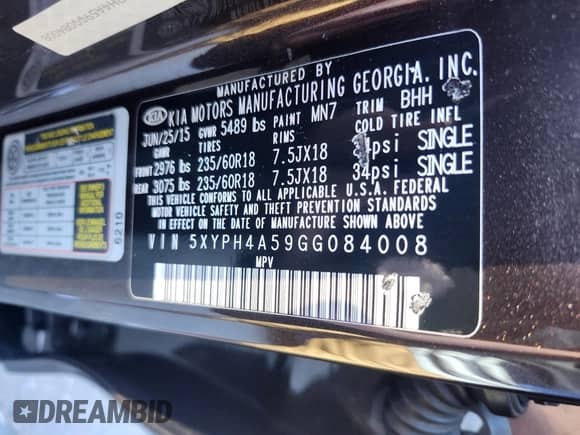 MANUFACTURED BY
KIA KIA MOTORS MANUFACTURING GEORGIA. INC.
JUN/25/15 GVWR 5489 lbs PAINT MN7 TRIM BHH
GAWR TIRES RIMS COLD TIRE INFL
FRONT 2976 lbs 235/60R18 7.5JX18 psi SINGLE
REAR 3075 lbs 235/60R18 7.5JX18 34psi SINGLE
THIS VEHICLE CONFORMS TO ALL APPLICABLE U.S.A. FEDERAL
MOTOR VEHICLE SAFETY AND THEFT PREVENTION STANDARDS
IN EFFECT ON THE DATE OF MANUFACTURE SHOWN ABOVE
VIN 5XYPH4A59GG084008
MPV
6210
DREAMBID